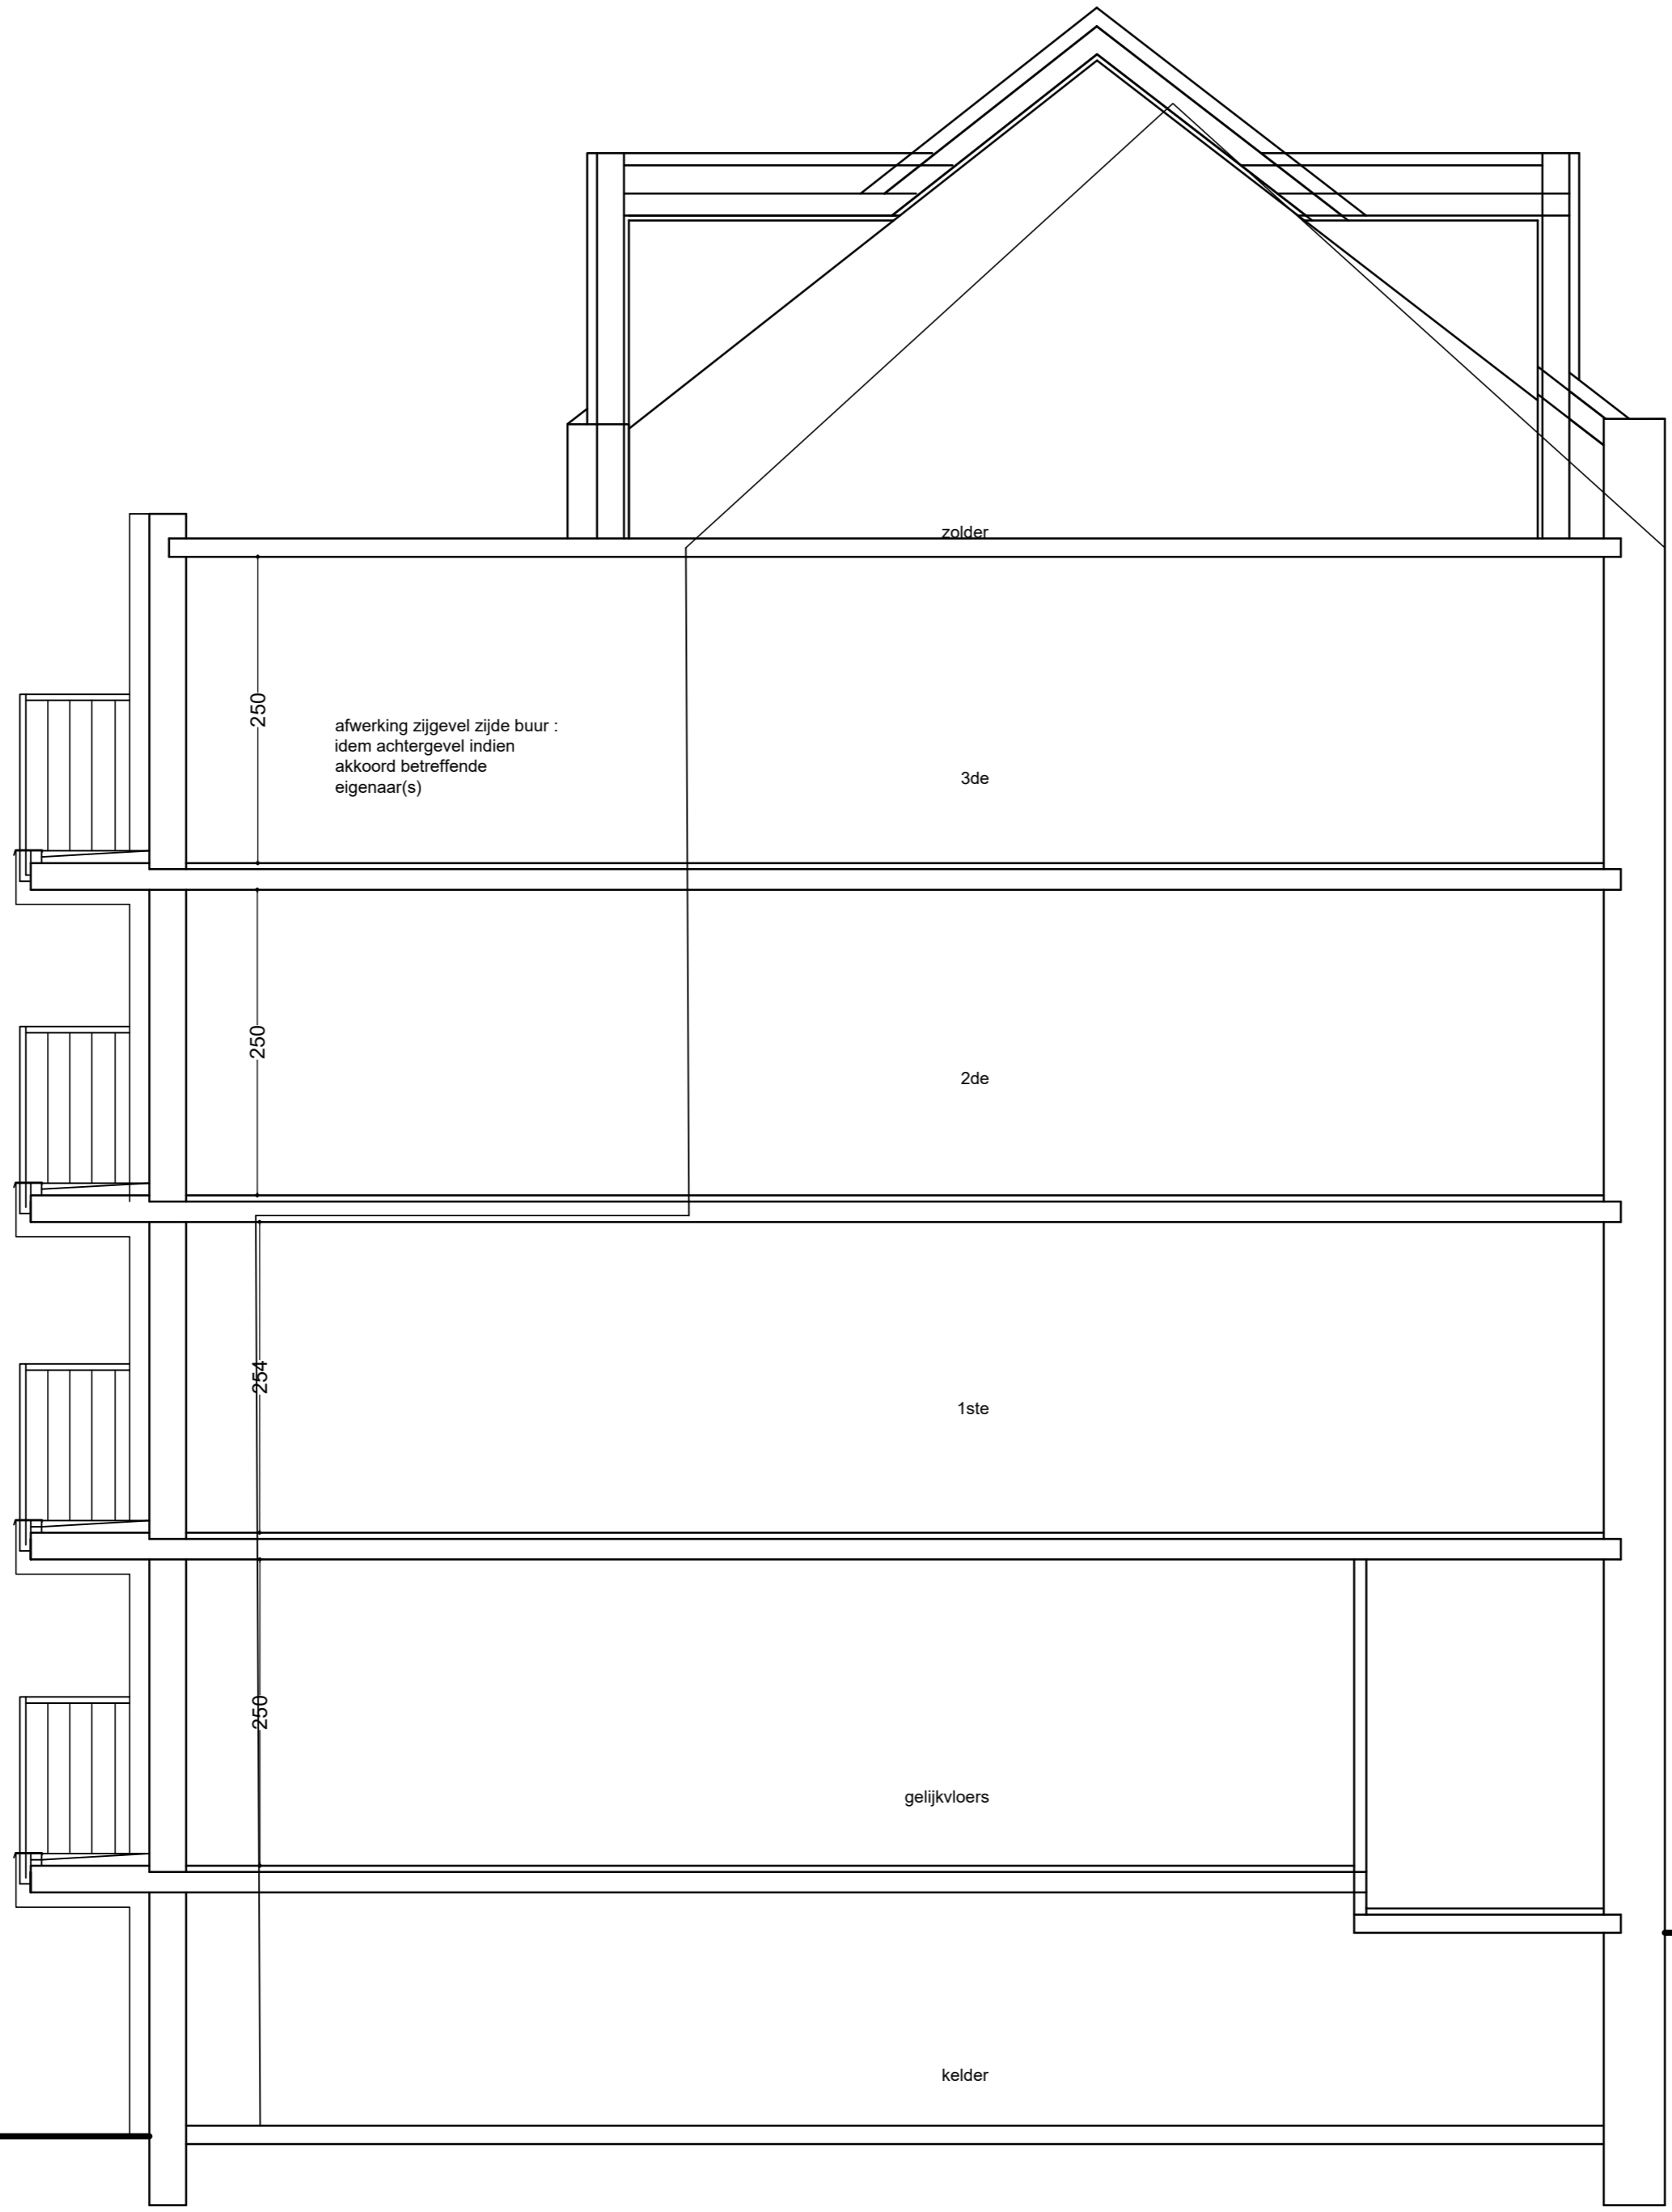 zolder
250
afwerking zijgevel zijde buur :
idem achtergevel indien
akkoord betreffende
eigenaar(s)
3de
250
2de
254
1ste
250
gelijkvloers
kelder